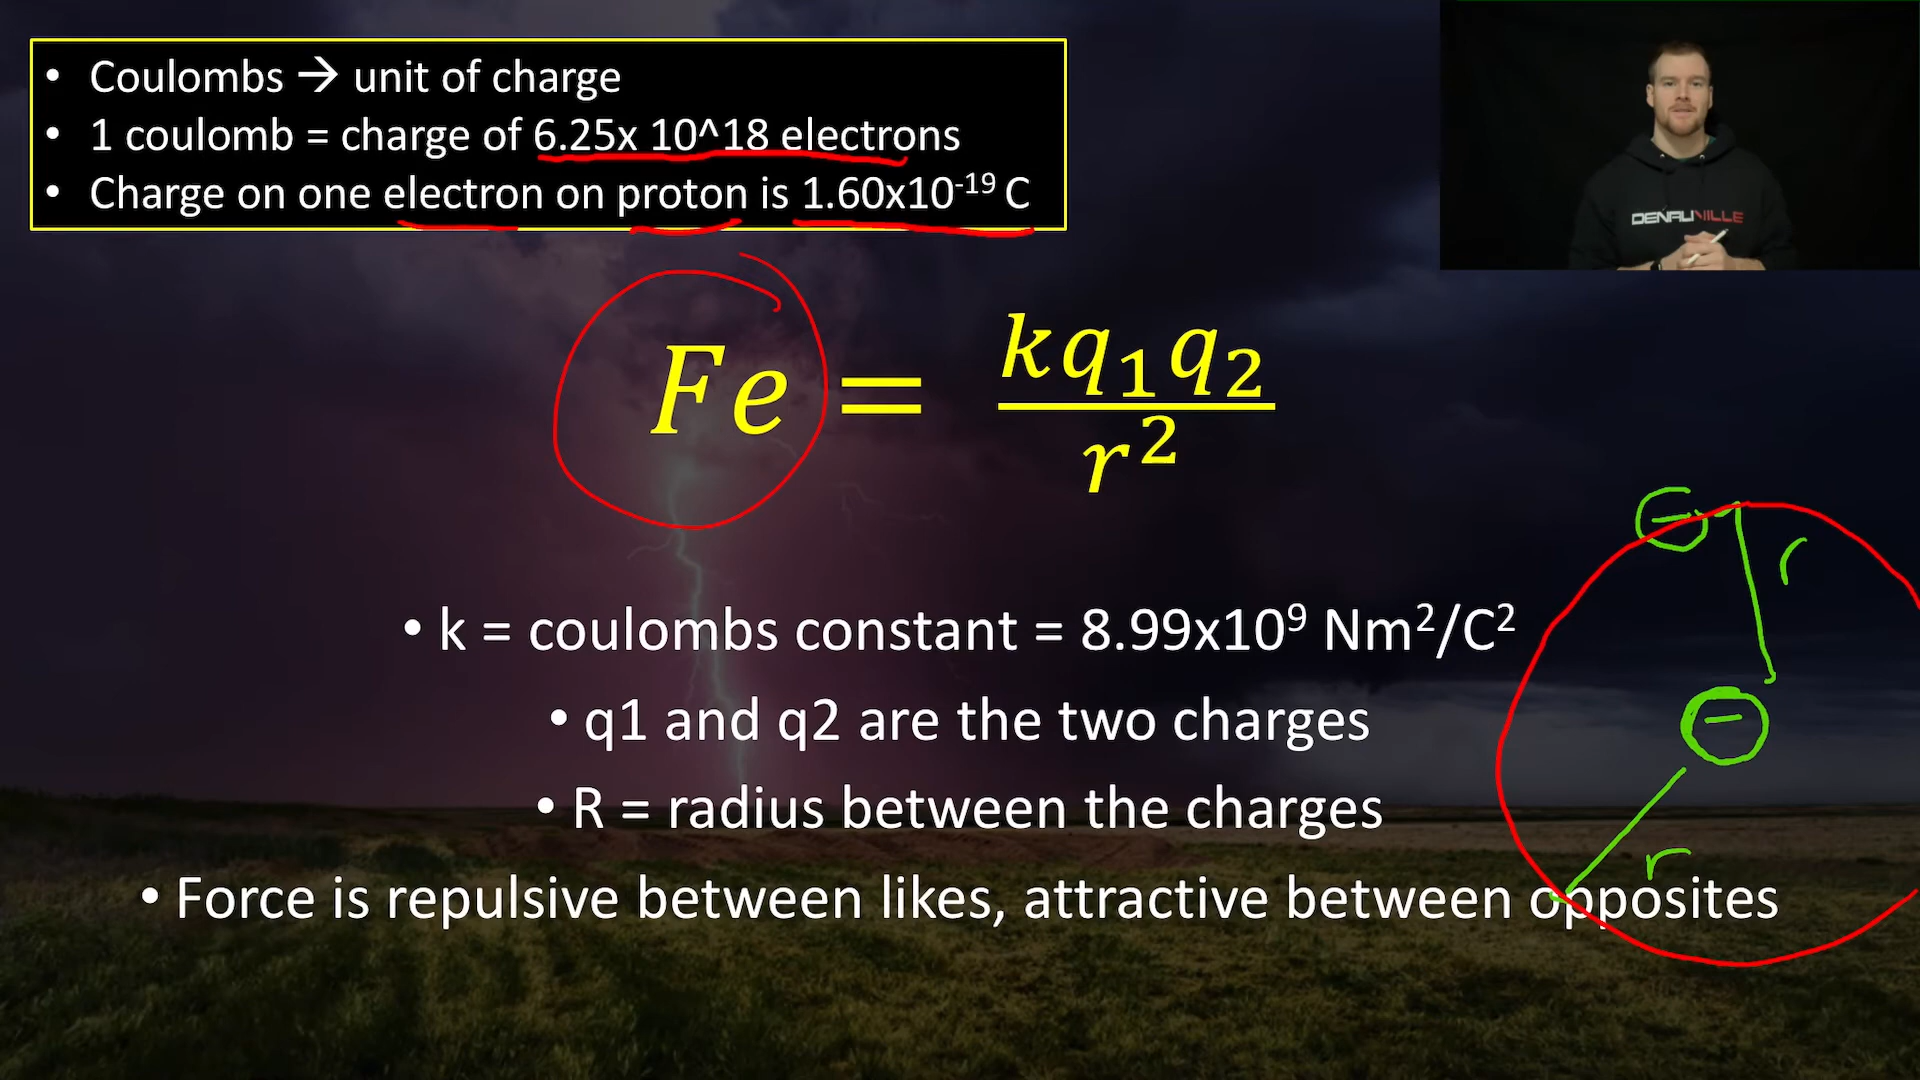 • Coulombs → unit of charge
• 1 coulomb = charge of 6.25x 10^18 electrons
• Charge on one electron on proton is 1.60x10⁻¹⁹ C
DENALIVILLE
Fe = kq₁q₂ / r²
• k = coulombs constant = 8.99x10⁹ Nm²/C²
• q1 and q2 are the two charges
• R = radius between the charges
• Force is repulsive between likes, attractive between opposites
−
r
−
r